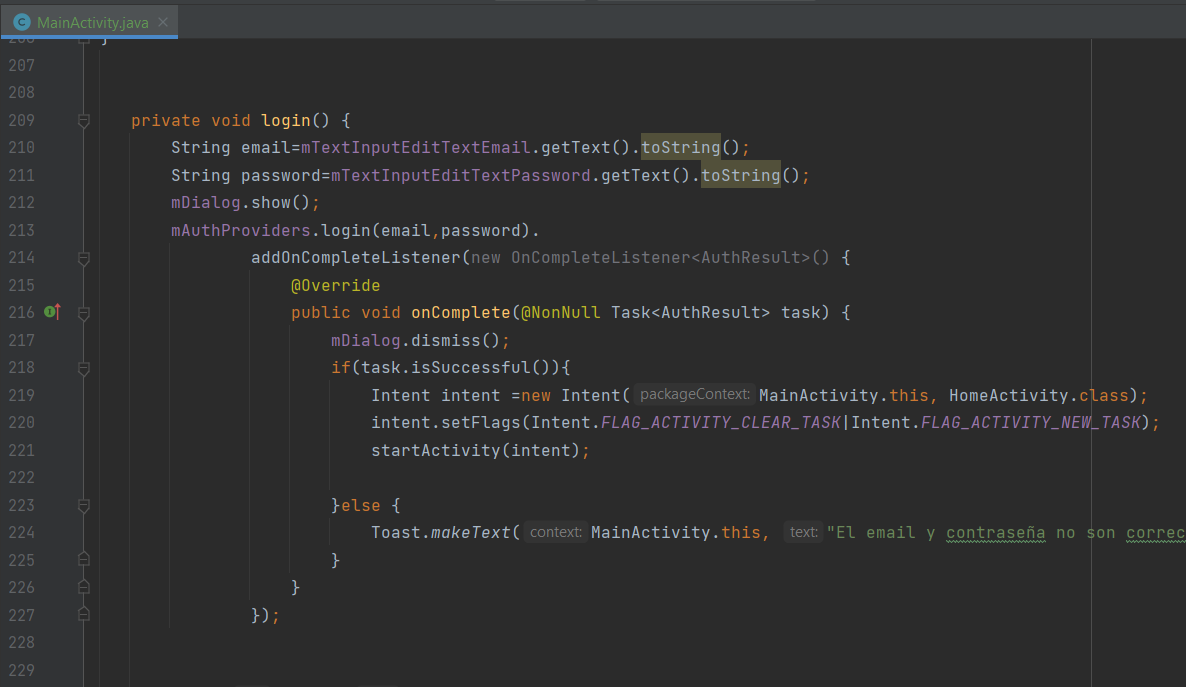 MainActivity.java
206 }
207
208
209 private void login() {
210 String email=mTextInputEditTextEmail.getText().toString();
211 String password=mTextInputEditTextPassword.getText().toString();
212 mDialog.show();
213 mAuthProviders.login(email,password).
214 addOnCompleteListener(new OnCompleteListener<AuthResult>() {
215 @Override
216 public void onComplete(@NonNull Task<AuthResult> task) {
217 mDialog.dismiss();
218 if(task.isSuccessful()){
219 Intent intent =new Intent( packageContext: MainActivity.this, HomeActivity.class);
220 intent.setFlags(Intent.FLAG_ACTIVITY_CLEAR_TASK|Intent.FLAG_ACTIVITY_NEW_TASK);
221 startActivity(intent);
222
223 }else {
224 Toast.makeText( context: MainActivity.this, text: "El email y contraseña no son correc
225 }
226 }
227 });
228
229